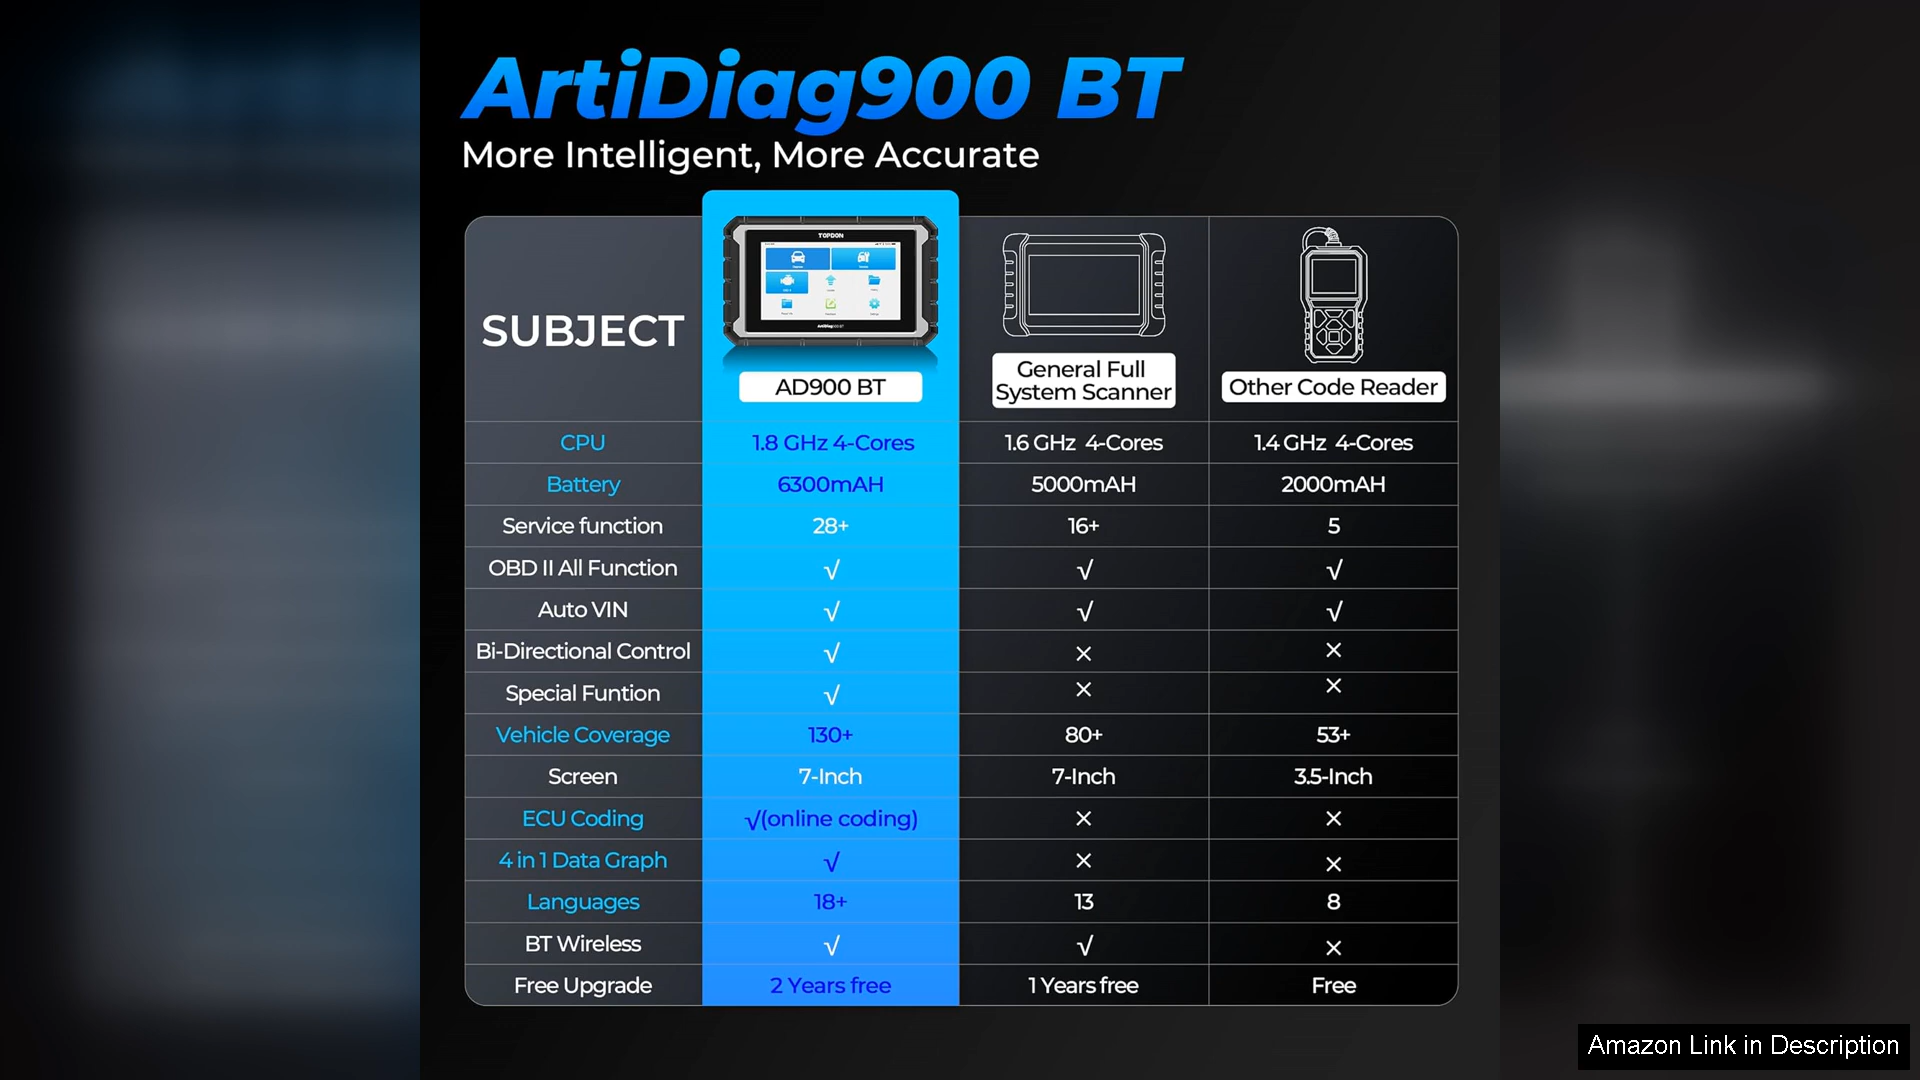 ArtiDiag900 BT
More Intelligent, More Accurate
SUBJECT
TOPDON
ArtiDiag900 BT
AD900 BT
General Full
System Scanner
Other Code Reader
CPU 1.8 GHz 4-Cores 1.6 GHz 4-Cores 1.4 GHz 4-Cores
Battery 6300mAH 5000mAH 2000mAH
Service function 28+ 16+ 5
OBD II All Function √ √ √
Auto VIN √ √ √
Bi-Directional Control √ × ×
Special Funtion √ × ×
Vehicle Coverage 130+ 80+ 53+
Screen 7-Inch 7-Inch 3.5-Inch
ECU Coding √(online coding) × ×
4 in 1 Data Graph √ × ×
Languages 18+ 13 8
BT Wireless √ √ ×
Free Upgrade 2 Years free 1 Years free Free
Amazon Link in Description